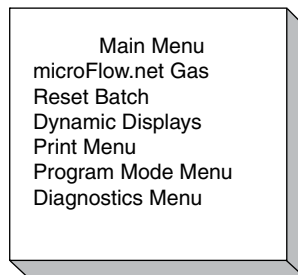 Main Menu
microFlow.net Gas
Reset Batch
Dynamic Displays
Print Menu
Program Mode Menu
Diagnostics Menu